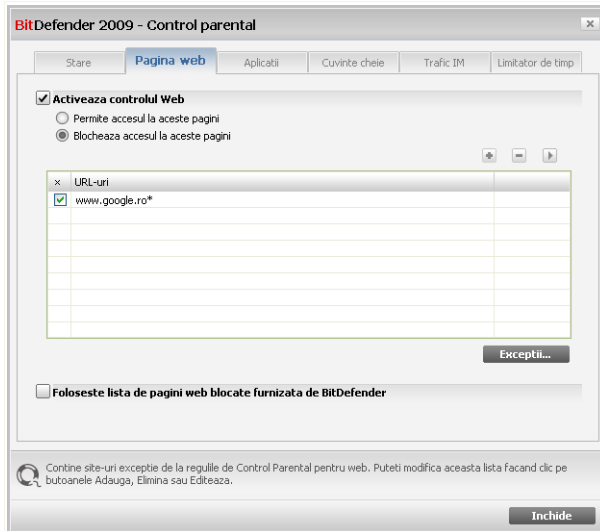 BitDefender 2009 - Control parental
Stare
Pagina web
Aplicatii
Cuvinte cheie
Trafic IM
Limitator de timp
Activeaza controlul Web
Permite accesul la aceste pagini
Blocheaza accesul la aceste pagini
x URL-uri
www.google.ro*
Exceptii...
Foloseste lista de pagini web blocate furnizata de BitDefender
Contine site-uri exceptie de la regulile de Control Parental pentru web. Puteti modifica aceasta lista facand clic pe
butoanele Adauga, Elimina sau Editeaza.
Inchide